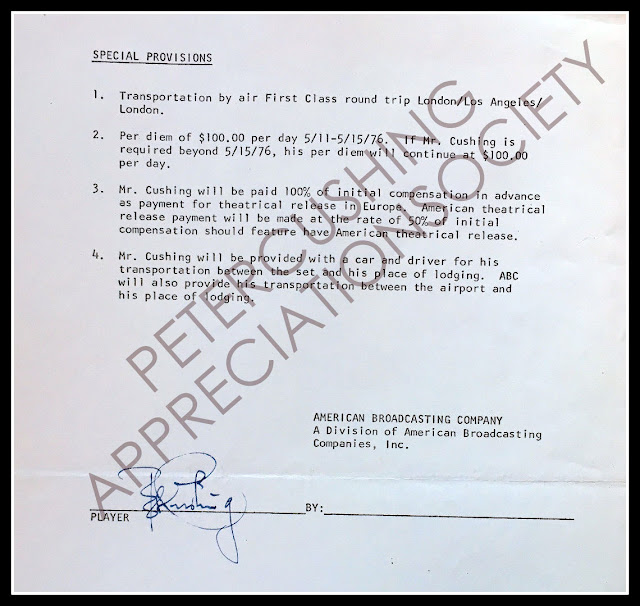 SPECIAL PROVISIONS
1. Transportation by air First Class round trip London/Los Angeles/
London.
2. Per diem of $100.00 per day 5/11-5/15/76. If Mr. Cushing is
required beyond 5/15/76, his per diem will continue at $100.00
per day.
3. Mr. Cushing will be paid 100% of initial compensation in advance
as payment for theatrical release in Europe. American theatrical
release payment will be made at the rate of 50% of initial
compensation should feature have American theatrical release.
4. Mr. Cushing will be provided with a car and driver for his
transportation between the set and his place of lodging. ABC
will also provide his transportation between the airport and
his place of lodging.
PETER CUSHING
APPRECIATION SOCIETY
AMERICAN BROADCASTING COMPANY
A Division of American Broadcasting
Companies, Inc.
BY:
PLAYER